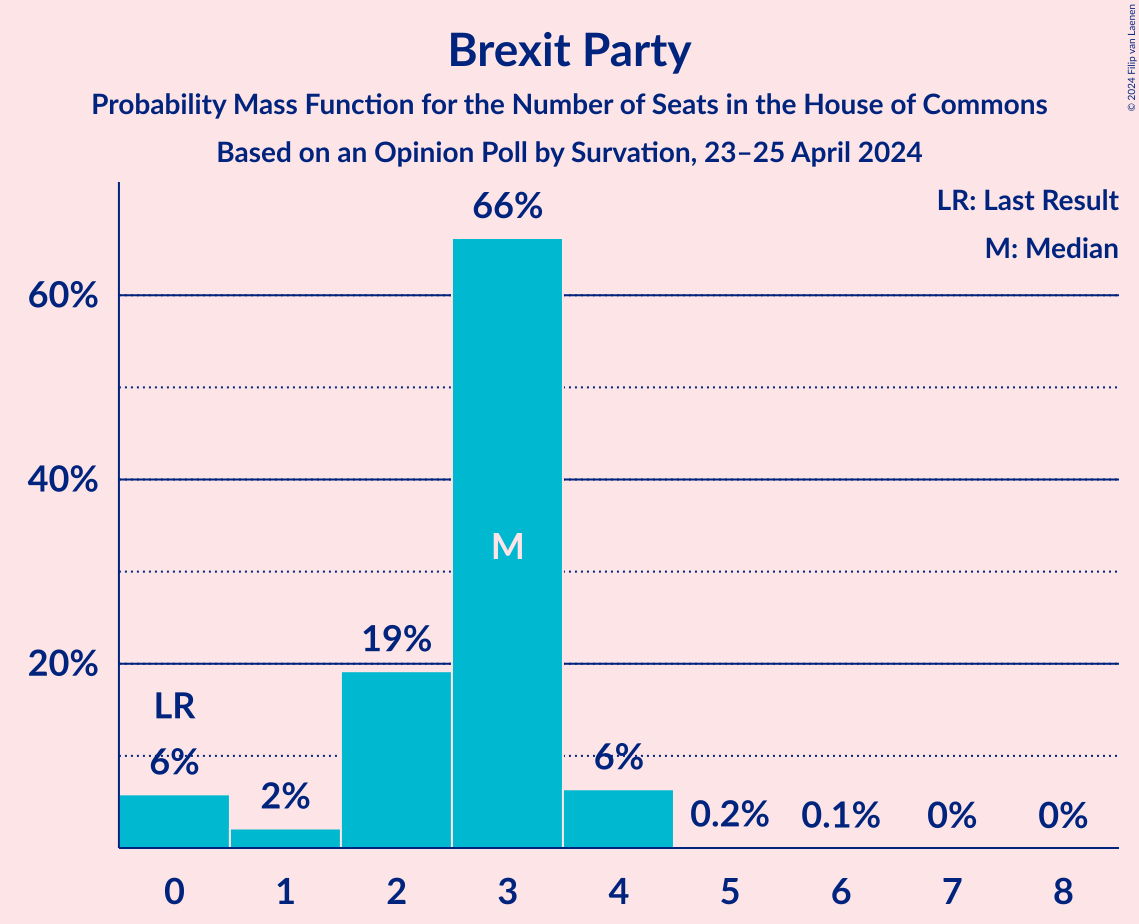 Brexit Party
Probability Mass Function for the Number of Seats in the House of Commons
Based on an Opinion Poll by Survation, 23–25 April 2024
© 2024 Filip van Laenen
LR: Last Result
M: Median
66%
60%
40%
M
20%
19%
LR
6%
2%
6%
0.2%
0.1%
0%
0%
0
1
2
3
4
5
6
7
8